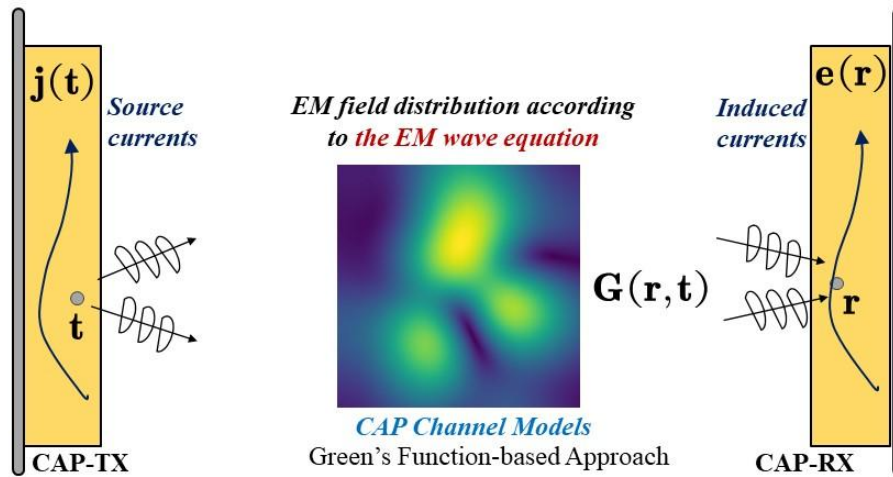 j(t)
Source
currents
t
CAP-TX
EM field distribution according
to the EM wave equation
G(r,t)
CAP Channel Models
Green's Function-based Approach
e(r)
Induced
currents
r
CAP-RX